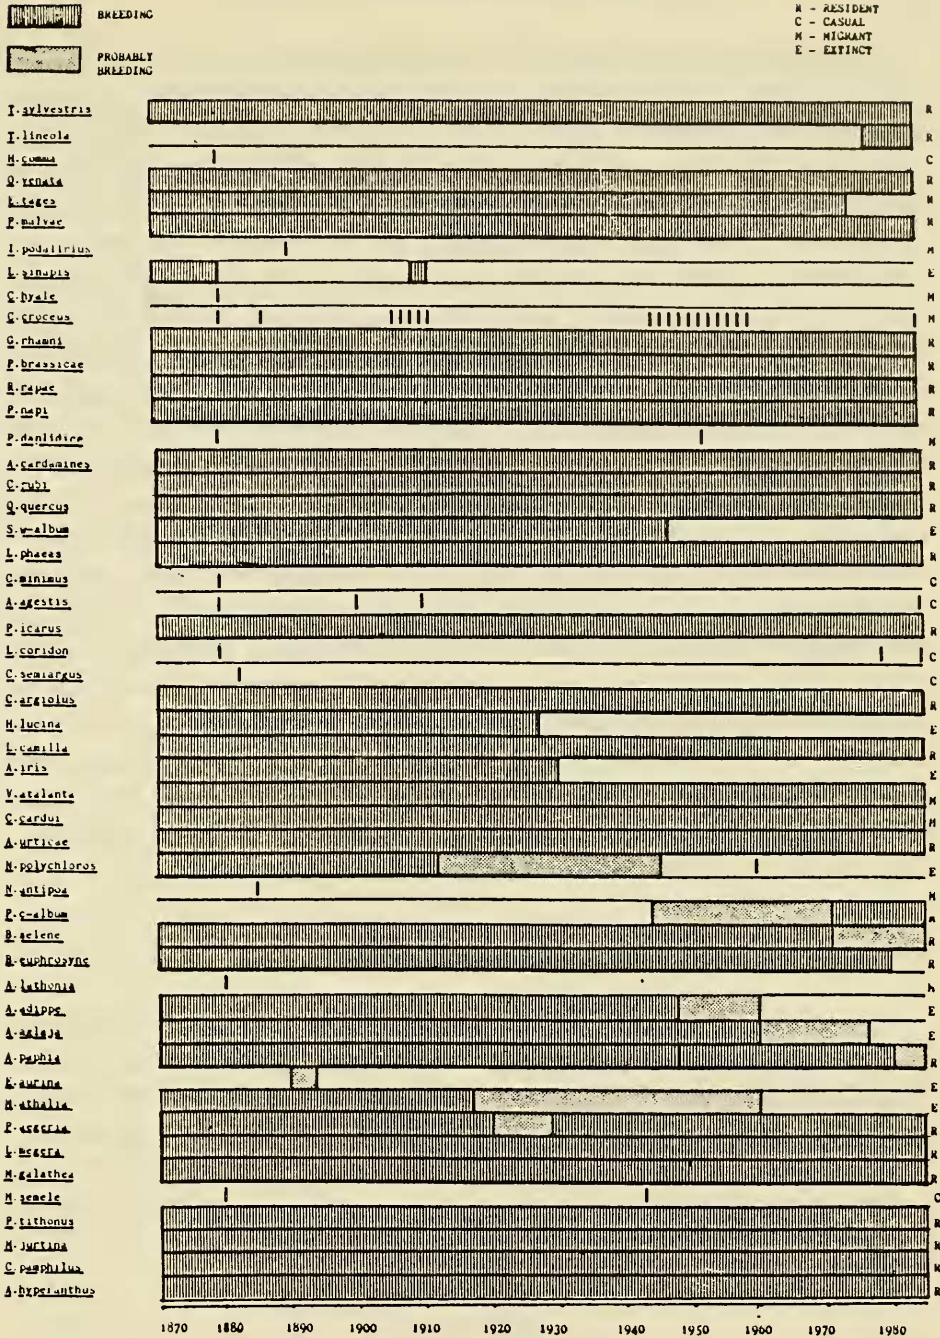 BREEDING
PROBABLY
BREEDING
R - RESIDENT
C - CASUAL
M - MIGRANT
E - EXTINCT
T.sylvestris R
T.lineola R
H.comma C
O.venata R
E.tages M
P.malvae M
I.podalirius M
L.sinapis E
C.hyale M
C.croceus M
G.rhamni R
P.brassicae R
R.rapae R
P.napi R
P.daplidice M
A.cardamines R
C.rubi R
Q.quercus R
S.w-album E
L.phaeas R
C.minimus C
A.agestis C
P.icarus R
L.coridon C
C.semiargus C
C.argiolus R
H.lucina E
L.camilla R
A.iris E
V.atalanta M
C.cardui M
A.urticae R
N.polychloros E
N.antipoa M
P.c-album
B.selene R
B.euphrosyne R
A.lathonia
A.adippe E
A.aglaja E
A.paphia R
E.aurina E
M.athalia E
P.aegeria R
L.megera R
M.galathea R
H.semele C
P.tithonus R
M.jurtina R
C.pamphilus R
A.hyperanthus R
1870 1880 1890 1900 1910 1920 1930 1940 1950 1960 1970 1980